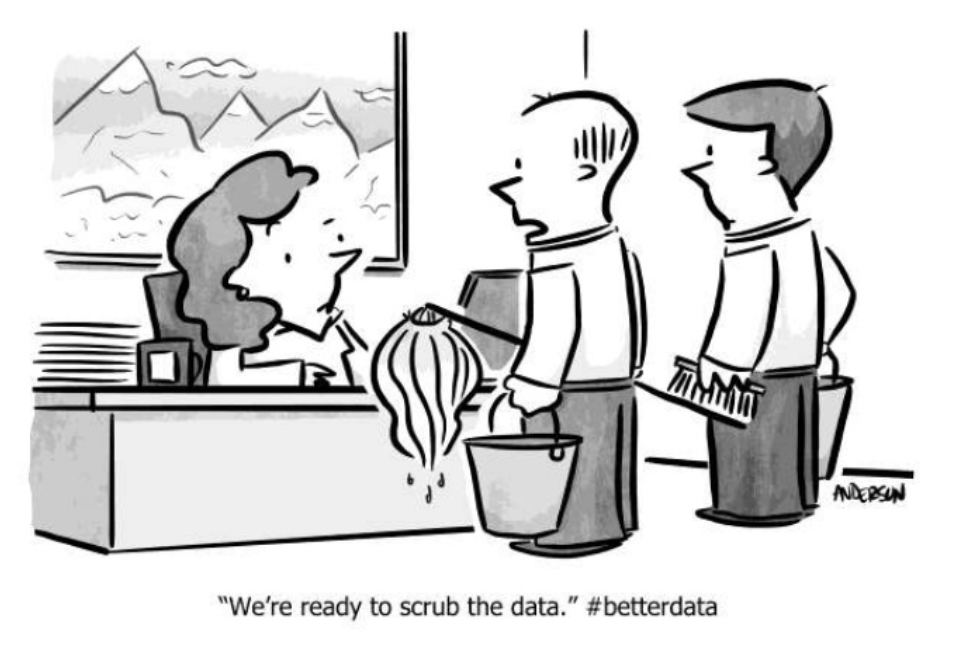 ANDERSON
“We’re ready to scrub the data.” #betterdata